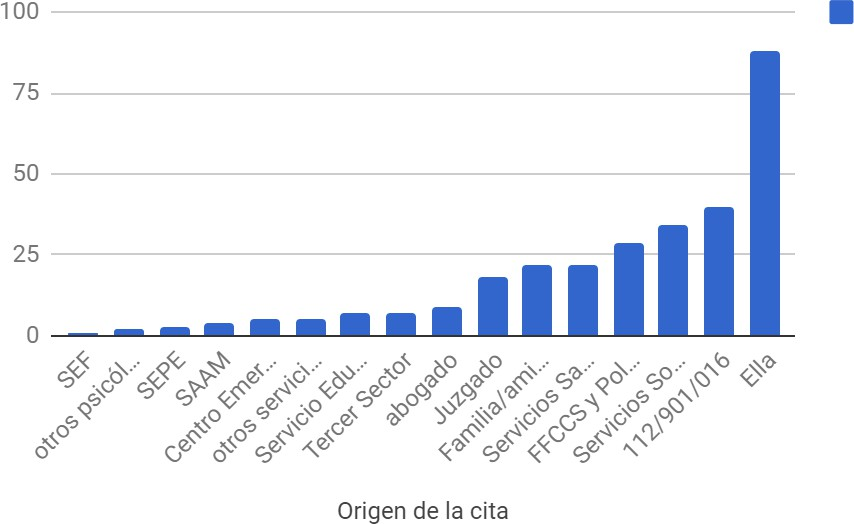 100
75
50
25
0
SEF
otros psicól...
SEPE
SAAM
Centro Emer...
otros servici...
Servicio Edu...
Tercer Sector
abogado
Juzgado
Familia/ami...
Servicios Sa...
FFCCS y Pol...
Servicios So...
112/901/016
Ella
Origen de la cita